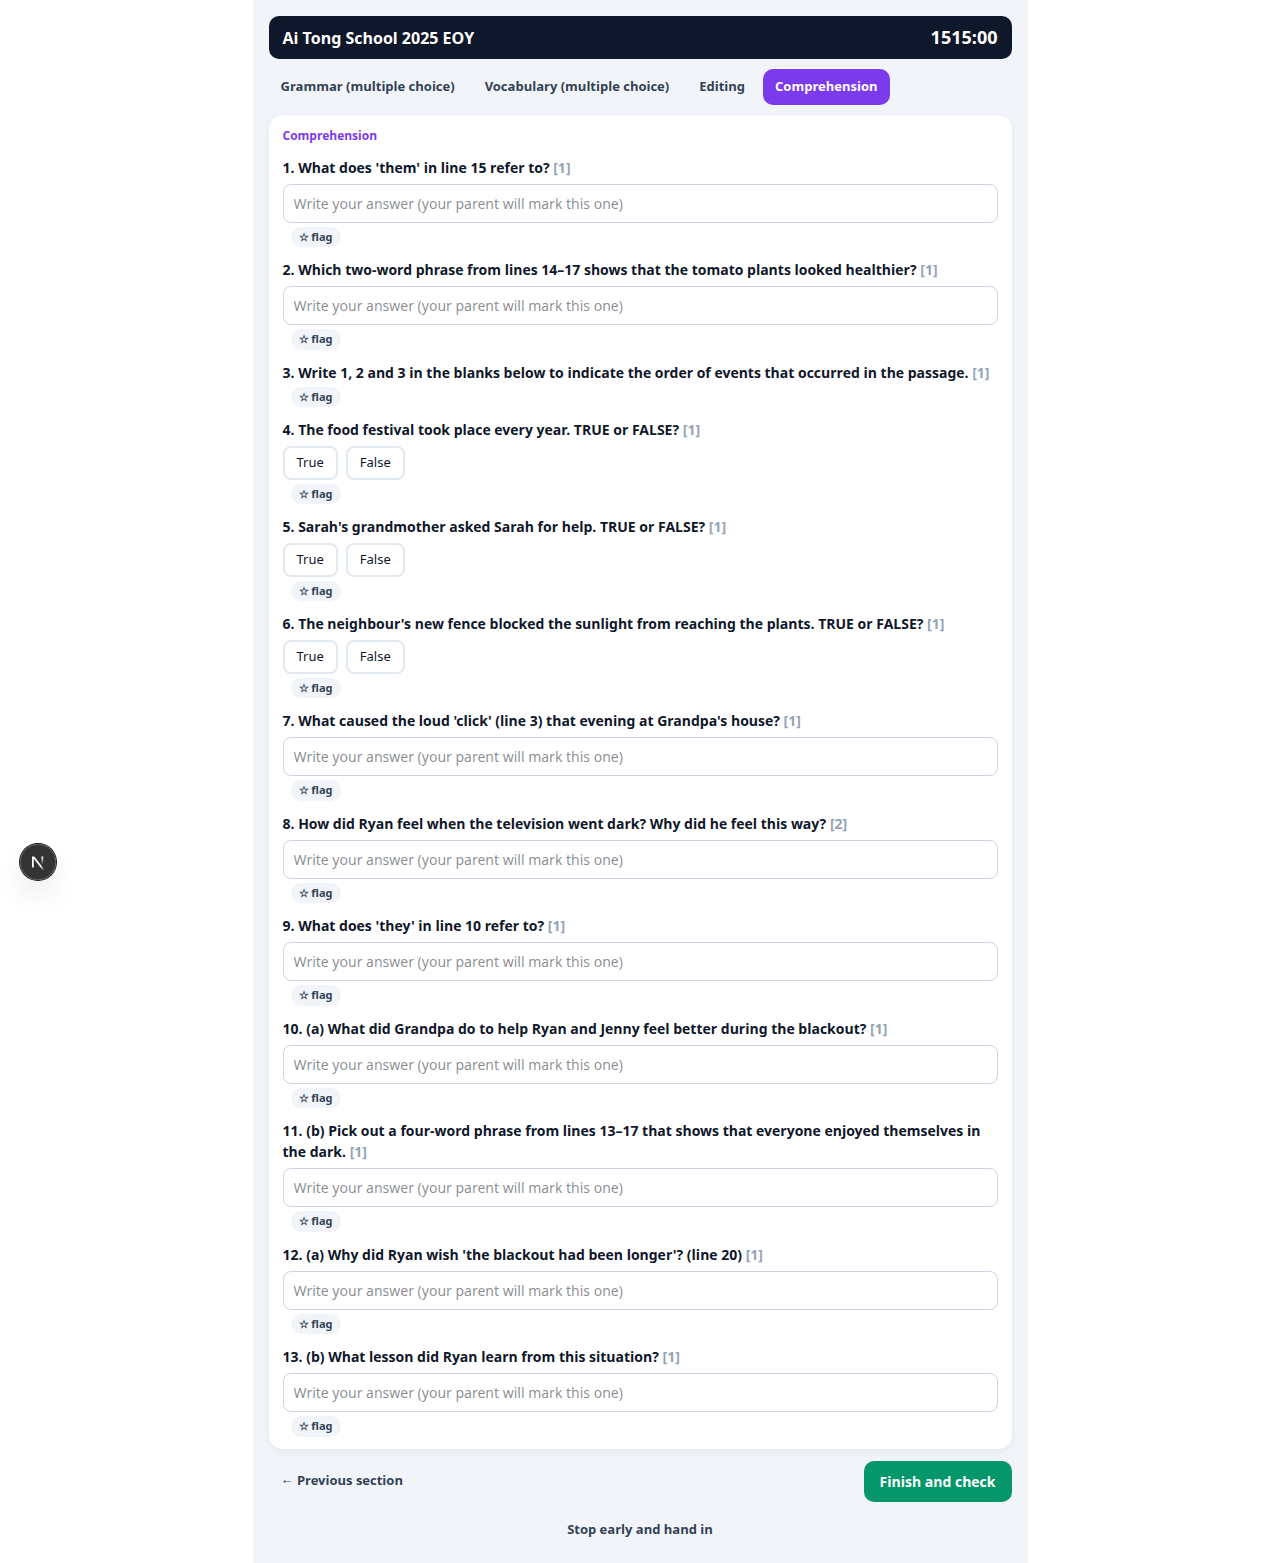 Ai Tong School 2025 EOY
1515:00
Grammar (multiple choice)
Vocabulary (multiple choice)
Editing
Comprehension
Comprehension
1. What does 'them' in line 15 refer to? [1]
Write your answer (your parent will mark this one)
☆ flag
2. Which two-word phrase from lines 14–17 shows that the tomato plants looked healthier? [1]
Write your answer (your parent will mark this one)
☆ flag
3. Write 1, 2 and 3 in the blanks below to indicate the order of events that occurred in the passage. [1]
☆ flag
4. The food festival took place every year. TRUE or FALSE? [1]
True
False
☆ flag
5. Sarah's grandmother asked Sarah for help. TRUE or FALSE? [1]
True
False
☆ flag
6. The neighbour's new fence blocked the sunlight from reaching the plants. TRUE or FALSE? [1]
True
False
☆ flag
7. What caused the loud 'click' (line 3) that evening at Grandpa's house? [1]
Write your answer (your parent will mark this one)
☆ flag
8. How did Ryan feel when the television went dark? Why did he feel this way? [2]
Write your answer (your parent will mark this one)
☆ flag
9. What does 'they' in line 10 refer to? [1]
Write your answer (your parent will mark this one)
☆ flag
10. (a) What did Grandpa do to help Ryan and Jenny feel better during the blackout? [1]
Write your answer (your parent will mark this one)
☆ flag
11. (b) Pick out a four-word phrase from lines 13–17 that shows that everyone enjoyed themselves in
the dark. [1]
Write your answer (your parent will mark this one)
☆ flag
12. (a) Why did Ryan wish 'the blackout had been longer'? (line 20) [1]
Write your answer (your parent will mark this one)
☆ flag
13. (b) What lesson did Ryan learn from this situation? [1]
Write your answer (your parent will mark this one)
☆ flag
← Previous section
Finish and check
Stop early and hand in
N